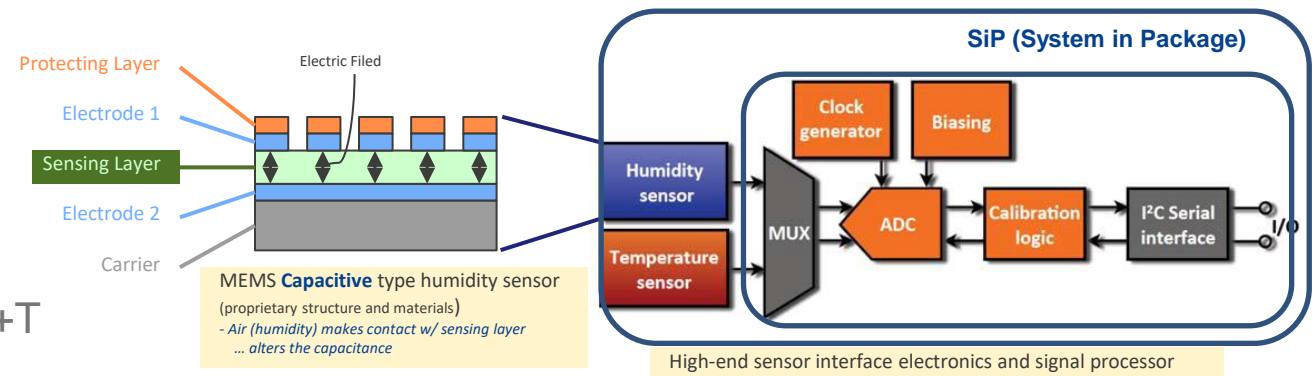 SiP (System in Package)
Protecting Layer
Electric Filed
Electrode 1
Sensing Layer
Electrode 2
Carrier
+T
MEMS Capacitive type humidity sensor
(proprietary structure and materials)
- Air (humidity) makes contact w/ sensing layer
... alters the capacitance
Humidity
sensor
Temperature
sensor
MUX
Clock
generator
Biasing
ADC
Calibration
logic
I²C Serial
interface
I/O
High-end sensor interface electronics and signal processor